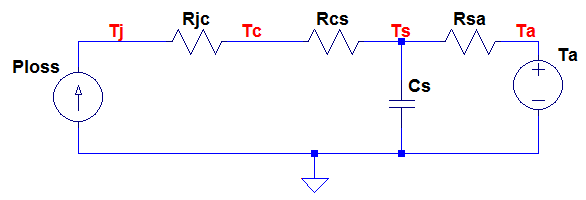 Rjc Rcs Rsa
Tj Tc Ts Ta
Ploss Ta
Cs